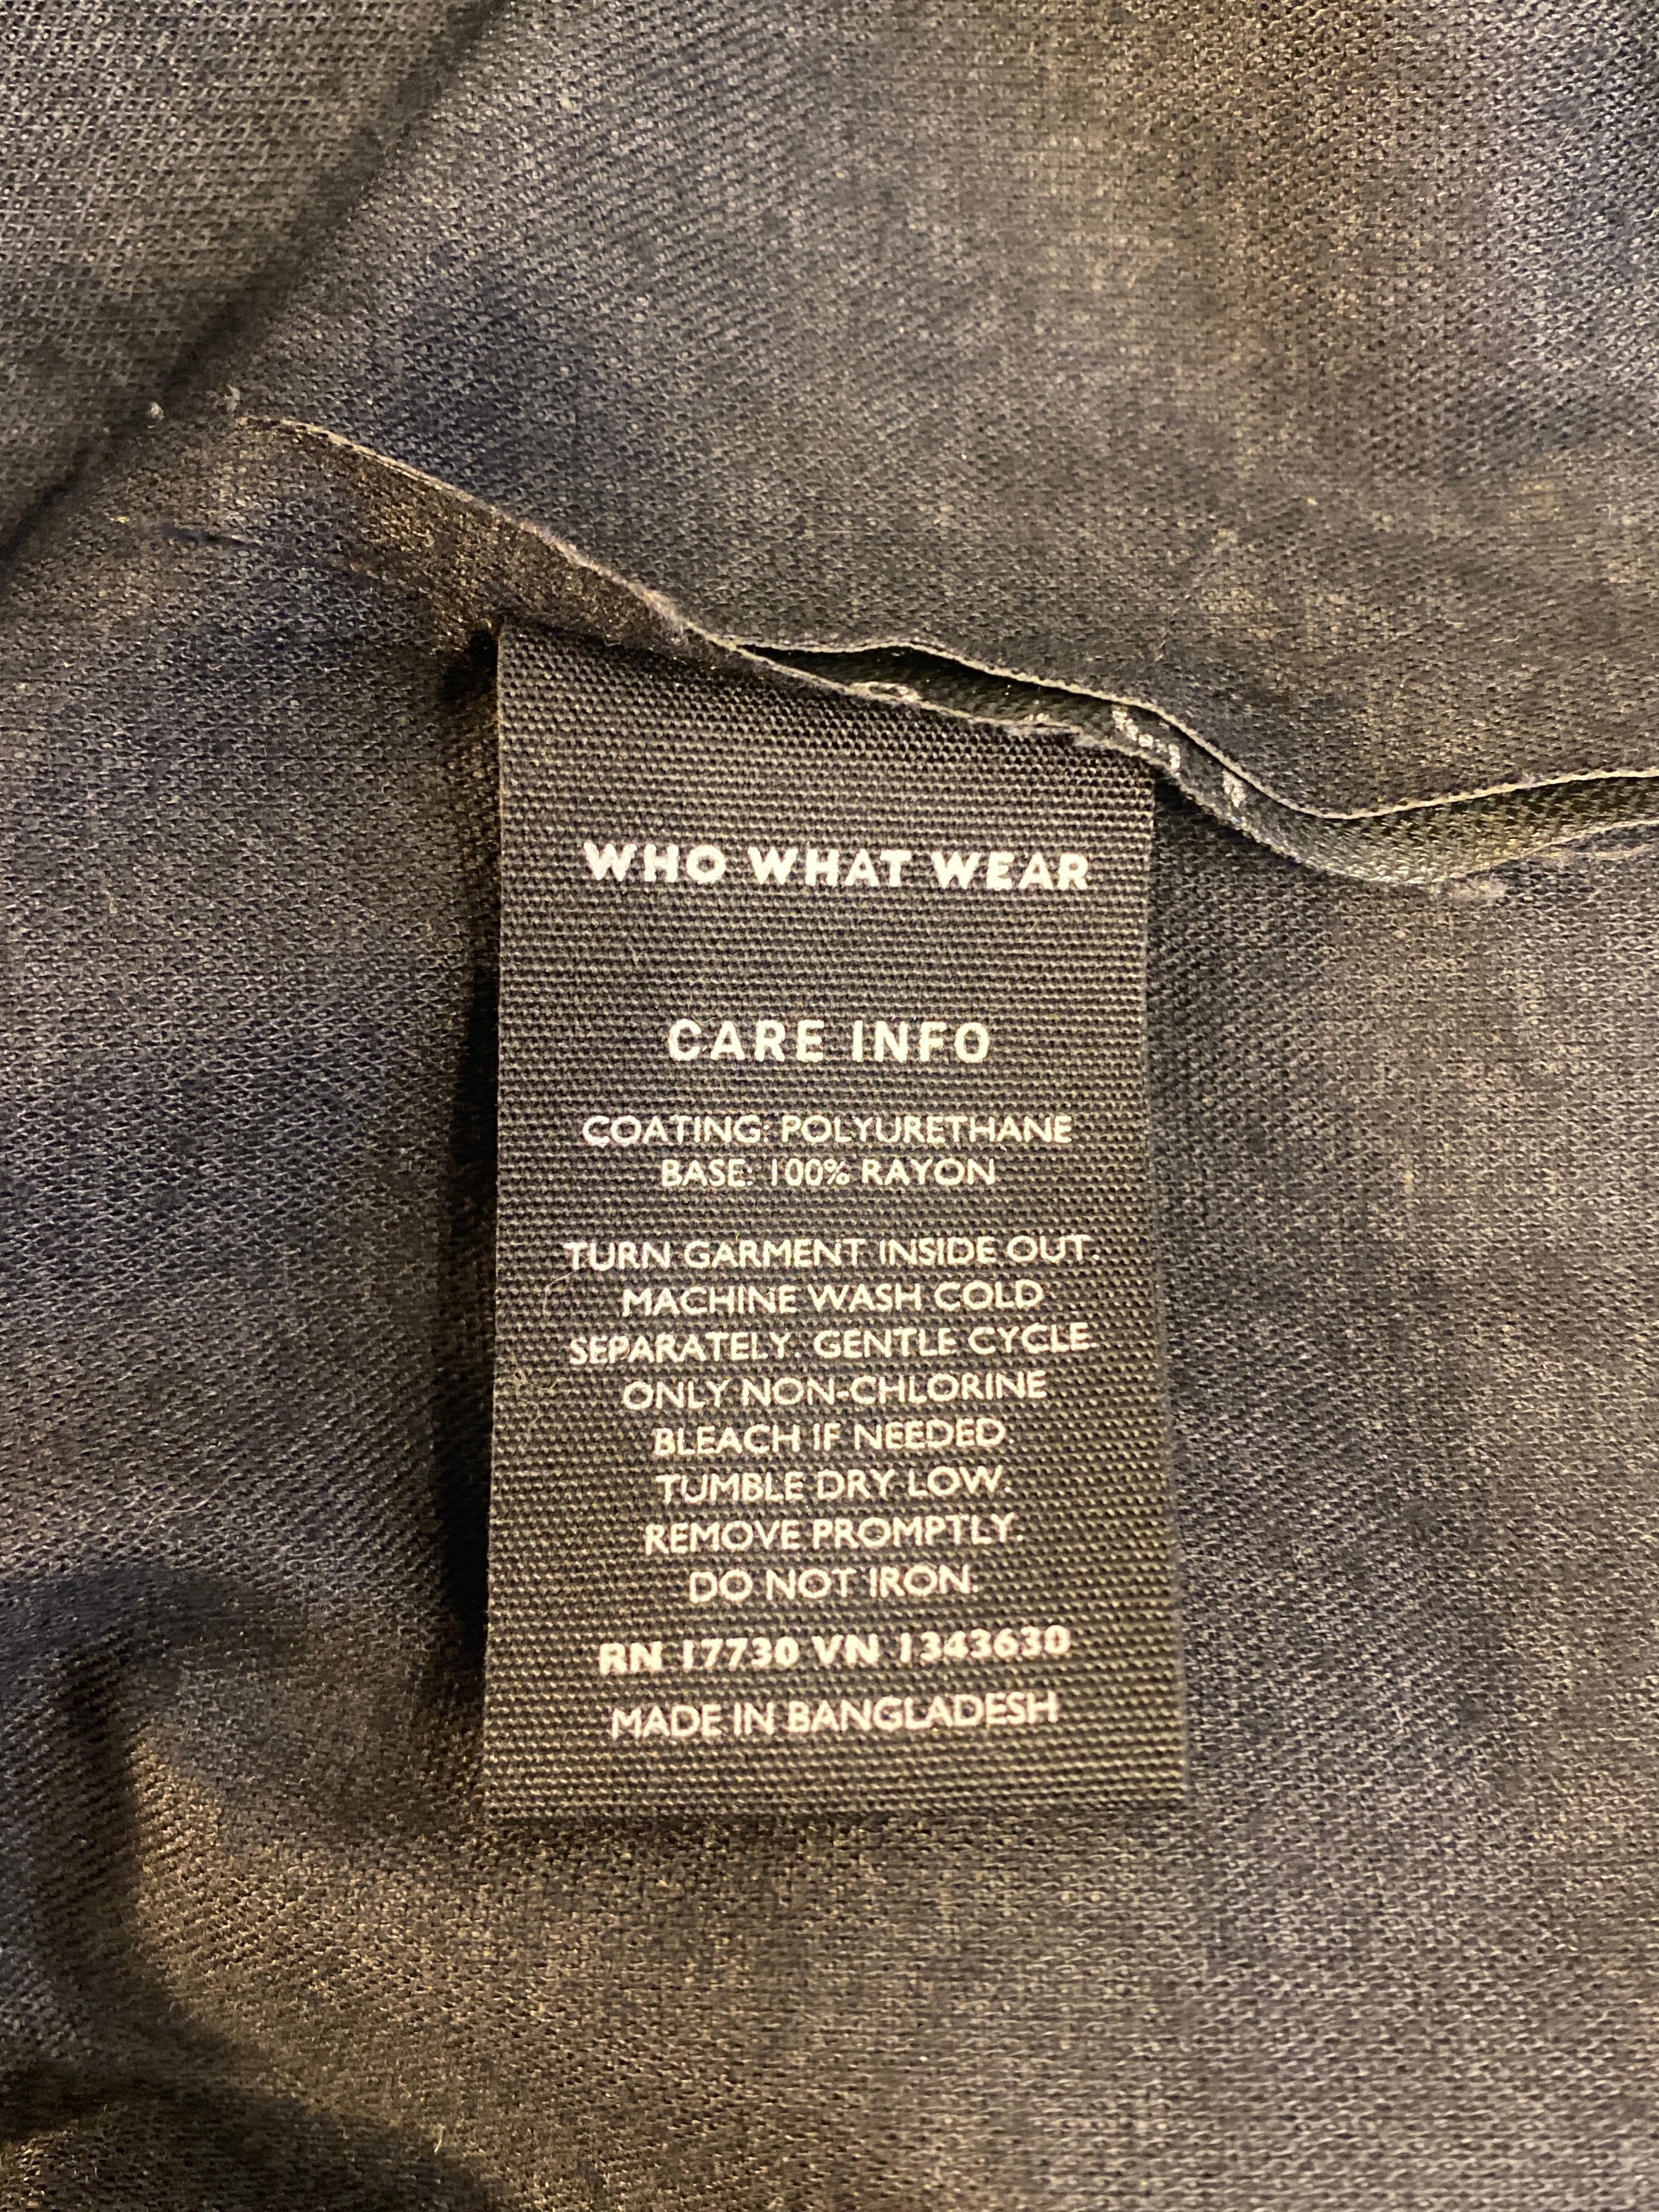 WHO WHAT WEAR
CARE INFO
COATING: POLYURETHANE
BASE: 100% RAYON
TURN GARMENT INSIDE OUT.
MACHINE WASH COLD
SEPARATELY. GENTLE CYCLE.
ONLY NON-CHLORINE
BLEACH IF NEEDED.
TUMBLE DRY LOW.
REMOVE PROMPTLY.
DO NOT IRON.
RN 17730 VN 1343630
MADE IN BANGLADESH